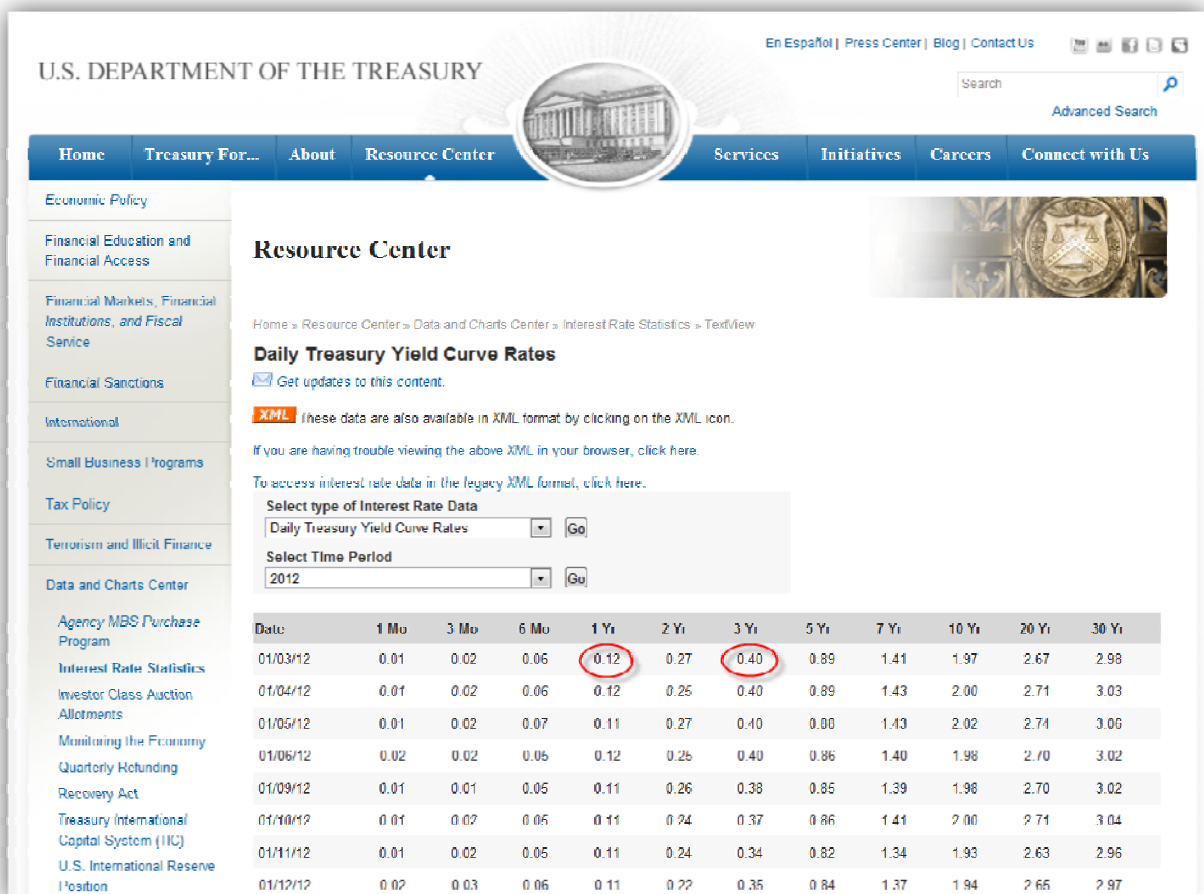 En Español | Press Center | Blog | Contact Us
U.S. DEPARTMENT OF THE TREASURY
Search
Advanced Search
Home Treasury For... About Resource Center Services Initiatives Careers Connect with Us
Economic Policy
Financial Education and
Financial Access
Financial Markets, Financial
Institutions, and Fiscal
Service
Financial Sanctions
International
Small Business Programs
Tax Policy
Terrorism and Illicit Finance
Data and Charts Center
Agency MBS Purchase
Program
Interest Rate Statistics
Investor Class Auction
Allotments
Monitoring the Economy
Quarterly Refunding
Recovery Act
Treasury International
Capital System (TIC)
U.S. International Reserve
Position
Resource Center
Home » Resource Center » Data and Charts Center » Interest Rate Statistics » TextView
Daily Treasury Yield Curve Rates
Get updates to this content.
XML These data are also available in XML format by clicking on the XML icon.
If you are having trouble viewing the above XML in your browser, click here.
To access interest rate data in the legacy XML format, click here.
Select type of Interest Rate Data
Daily Treasury Yield Curve Rates Go
Select Time Period
2012 Go
Date 1 Mo 3 Mo 6 Mo 1 Yr 2 Yr 3 Yr 5 Yr 7 Yr 10 Yr 20 Yr 30 Yr
01/03/12 0.01 0.02 0.06 0.12 0.27 0.40 0.89 1.41 1.97 2.67 2.98
01/04/12 0.01 0.02 0.06 0.12 0.25 0.40 0.89 1.43 2.00 2.71 3.03
01/05/12 0.01 0.02 0.07 0.11 0.27 0.40 0.88 1.43 2.02 2.74 3.06
01/06/12 0.02 0.02 0.05 0.12 0.25 0.40 0.86 1.40 1.98 2.70 3.02
01/09/12 0.01 0.01 0.05 0.11 0.26 0.38 0.85 1.39 1.98 2.70 3.02
01/10/12 0.01 0.02 0.05 0.11 0.24 0.37 0.86 1.41 2.00 2.71 3.04
01/11/12 0.01 0.02 0.05 0.11 0.24 0.34 0.82 1.34 1.93 2.63 2.96
01/12/12 0.02 0.03 0.06 0.11 0.22 0.35 0.84 1.37 1.94 2.66 2.97